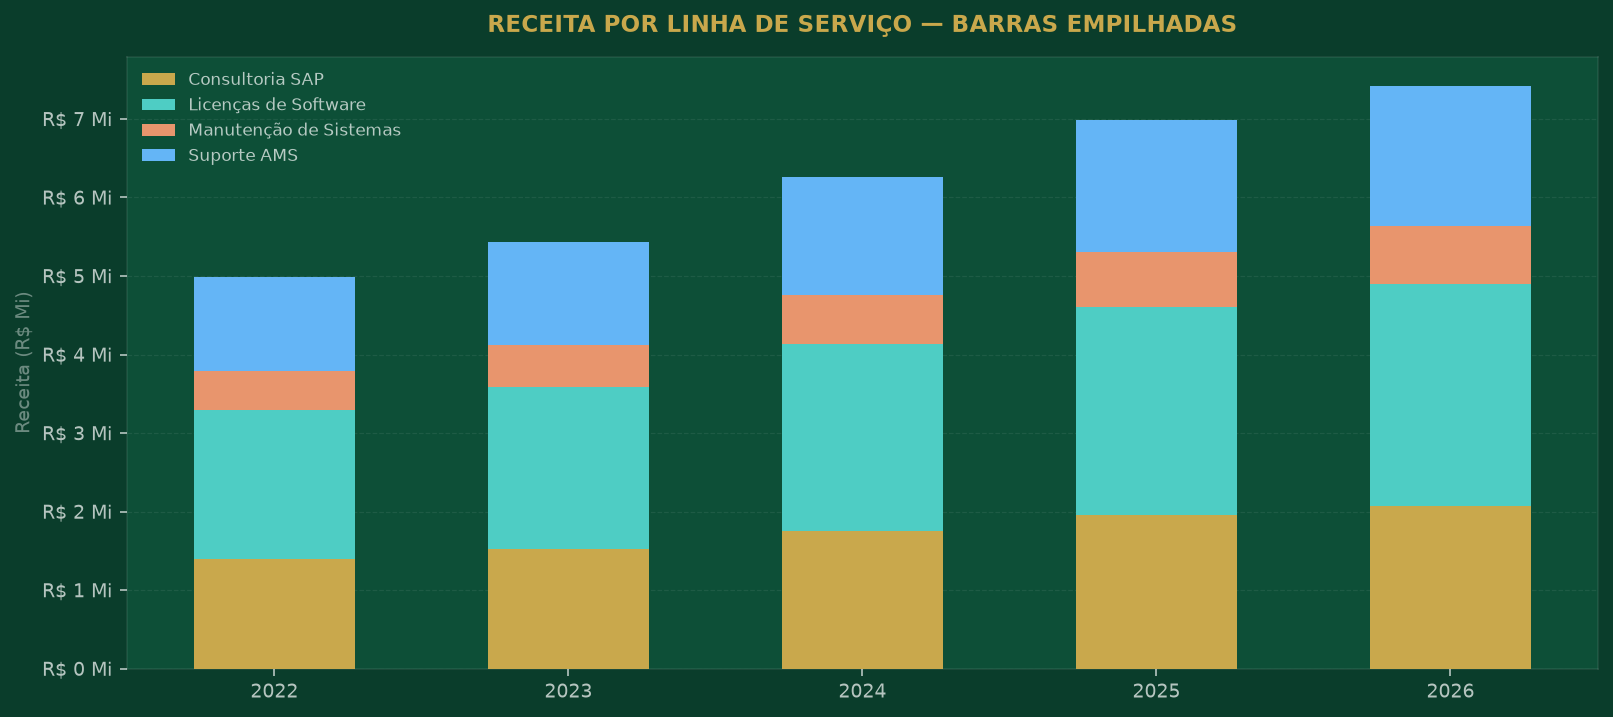 RECEITA POR LINHA DE SERVIÇO — BARRAS EMPILHADAS
Consultoria SAP
Licenças de Software
Manutenção de Sistemas
Suporte AMS
Receita (R$ Mi)
R$ 7 Mi
R$ 6 Mi
R$ 5 Mi
R$ 4 Mi
R$ 3 Mi
R$ 2 Mi
R$ 1 Mi
R$ 0 Mi
2022 2023 2024 2025 2026